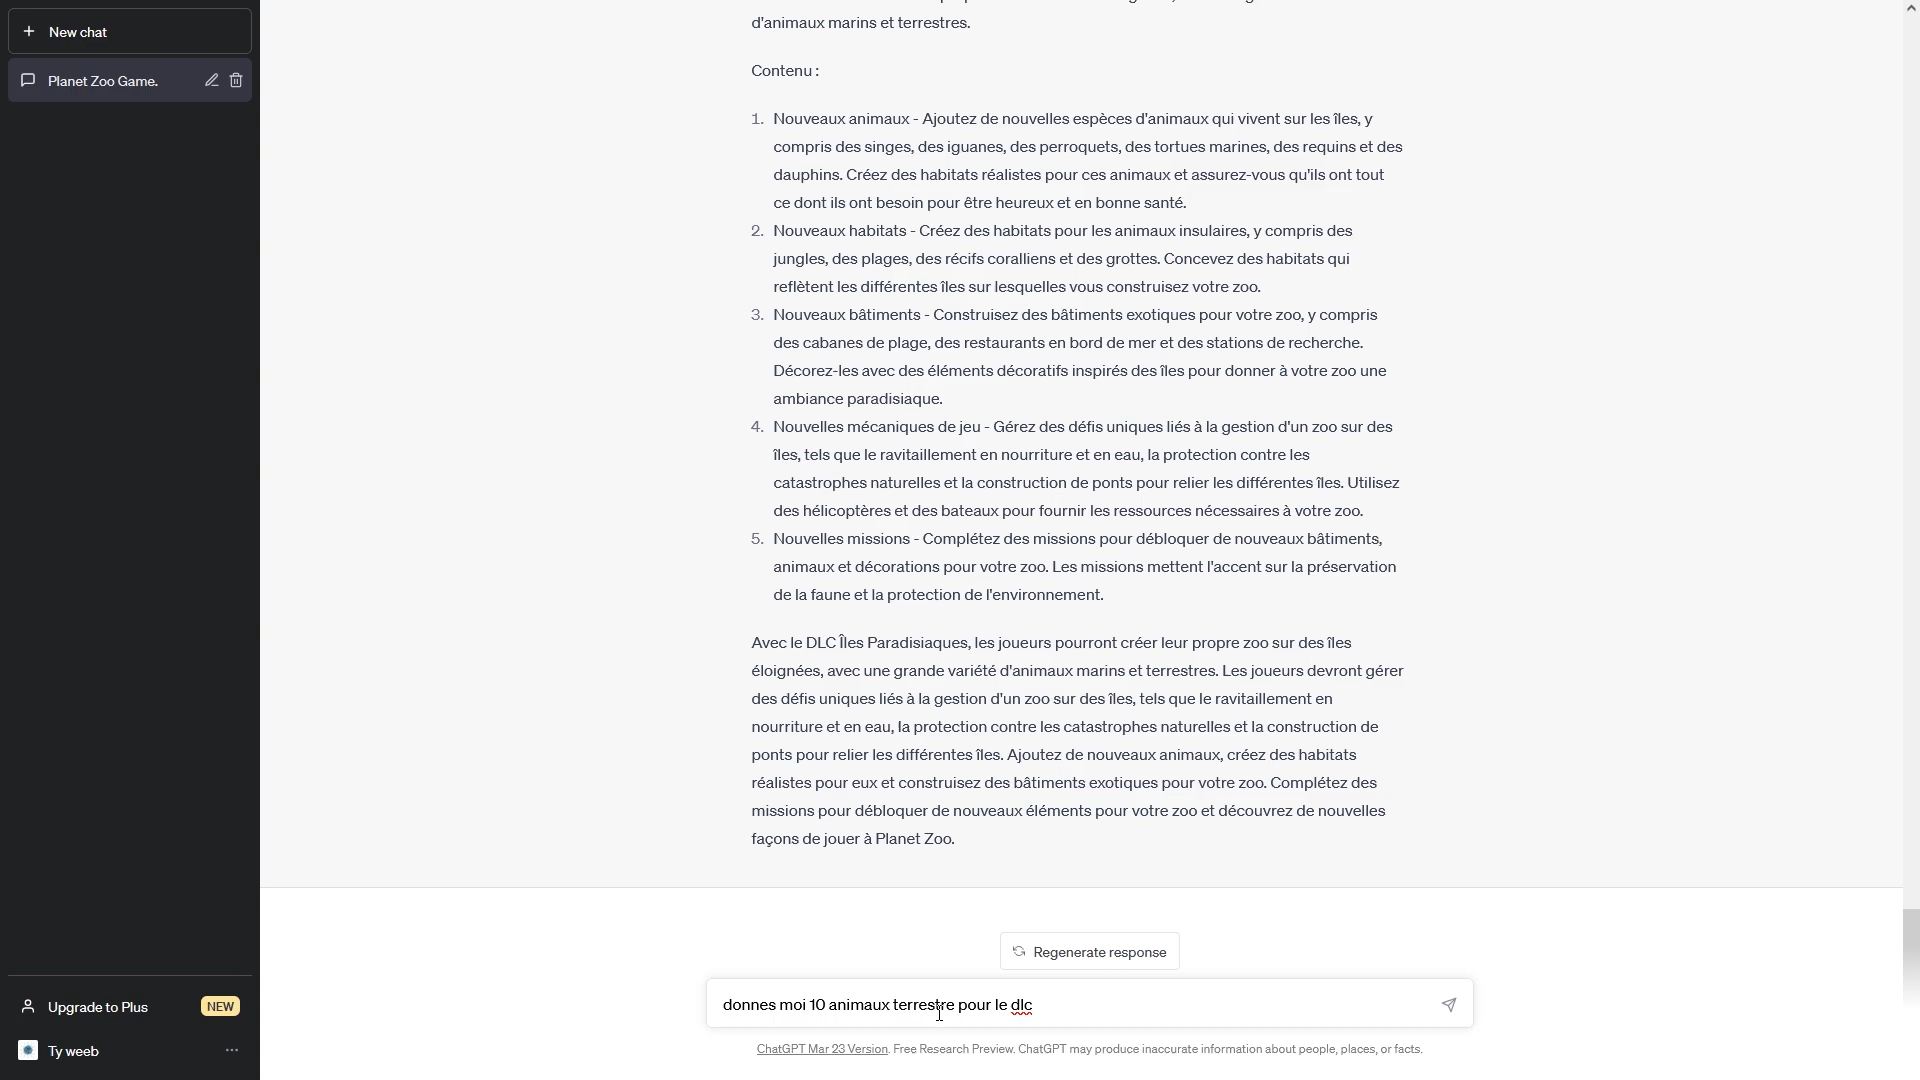 New chat
Planet Zoo Game.
Upgrade to Plus
NEW
Ty weeb
d'animaux marins et terrestres.
Contenu :
1. Nouveaux animaux - Ajoutez de nouvelles espèces d'animaux qui vivent sur les îles, y
compris des singes, des iguanes, des perroquets, des tortues marines, des requins et des
dauphins. Créez des habitats réalistes pour ces animaux et assurez-vous qu'ils ont tout
ce dont ils ont besoin pour être heureux et en bonne santé.
2. Nouveaux habitats - Créez des habitats pour les animaux insulaires, y compris des
jungles, des plages, des récifs coralliens et des grottes. Concevez des habitats qui
reflètent les différentes îles sur lesquelles vous construisez votre zoo.
3. Nouveaux bâtiments - Construisez des bâtiments exotiques pour votre zoo, y compris
des cabanes de plage, des restaurants en bord de mer et des stations de recherche.
Décorez-les avec des éléments décoratifs inspirés des îles pour donner à votre zoo une
ambiance paradisiaque.
4. Nouvelles mécaniques de jeu - Gérez des défis uniques liés à la gestion d'un zoo sur des
îles, tels que le ravitaillement en nourriture et en eau, la protection contre les
catastrophes naturelles et la construction de ponts pour relier les différentes îles. Utilisez
des hélicoptères et des bateaux pour fournir les ressources nécessaires à votre zoo.
5. Nouvelles missions - Complétez des missions pour débloquer de nouveaux bâtiments,
animaux et décorations pour votre zoo. Les missions mettent l'accent sur la préservation
de la faune et la protection de l'environnement.
Avec le DLC Îles Paradisiaques, les joueurs pourront créer leur propre zoo sur des îles
éloignées, avec une grande variété d'animaux marins et terrestres. Les joueurs devront gérer
des défis uniques liés à la gestion d'un zoo sur des îles, tels que le ravitaillement en
nourriture et en eau, la protection contre les catastrophes naturelles et la construction de
ponts pour relier les différentes îles. Ajoutez de nouveaux animaux, créez des habitats
réalistes pour eux et construisez des bâtiments exotiques pour votre zoo. Complétez des
missions pour débloquer de nouveaux éléments pour votre zoo et découvrez de nouvelles
façons de jouer à Planet Zoo.
Regenerate response
donnes moi 10 animaux terrestre pour le dlc
ChatGPT Mar 23 Version. Free Research Preview. ChatGPT may produce inaccurate information about people, places, or facts.